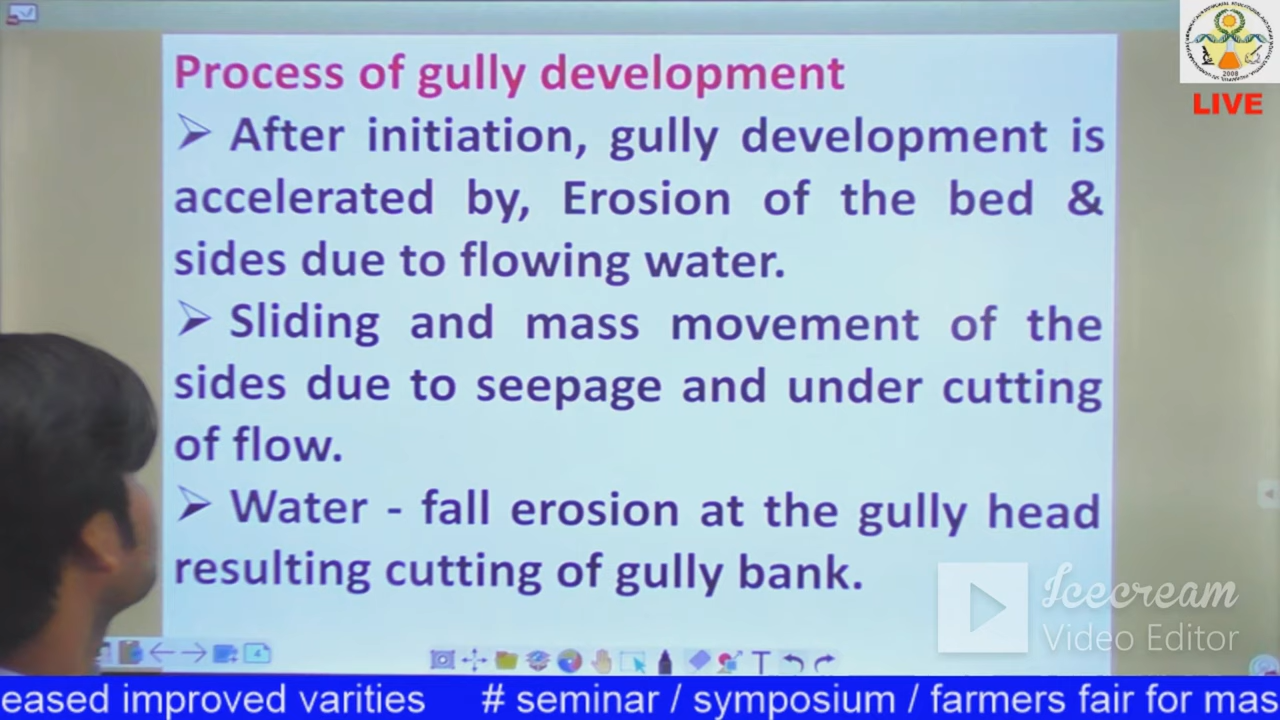 Process of gully development
➢ After initiation, gully development is
accelerated by, Erosion of the bed &
sides due to flowing water.
➢ Sliding and mass movement of the
sides due to seepage and under cutting
of flow.
➢ Water - fall erosion at the gully head
resulting cutting of gully bank.
2008
LIVE
Icecream
Video Editor
4
eased improved varities # seminar / symposium / farmers fair for mas